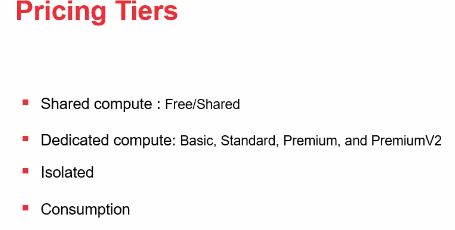 Pricing Tiers
Shared compute : Free/Shared
Dedicated compute: Basic, Standard, Premium, and PremiumV2
Isolated
Consumption